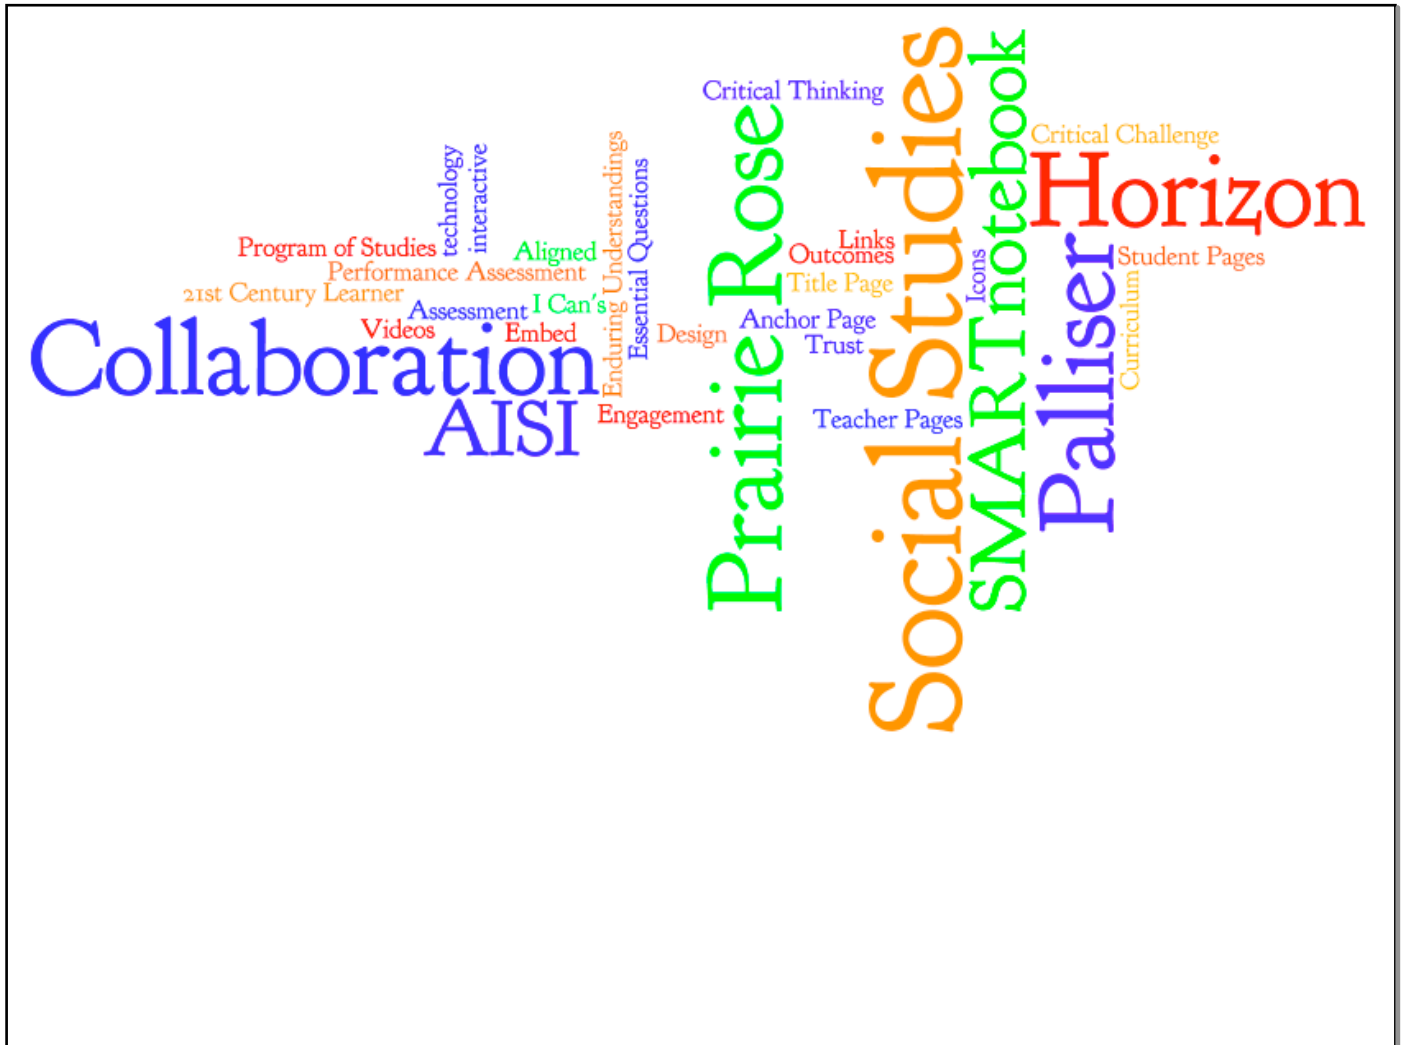 Critical Thinking
Social Studies
SMARTnotebook
Critical Challenge
Horizon
Prairie Rose
technology
interactive
Enduring Understandings
Essential Questions
Program of Studies
Aligned
Links
Outcomes
Icons
Palliser
Student Pages
Performance Assessment
Title Page
Curriculum
21st Century Learner
Assessment
I Can's
Anchor Page
Videos
Embed
Design
Trust
Collaboration
AISI
Engagement
Teacher Pages